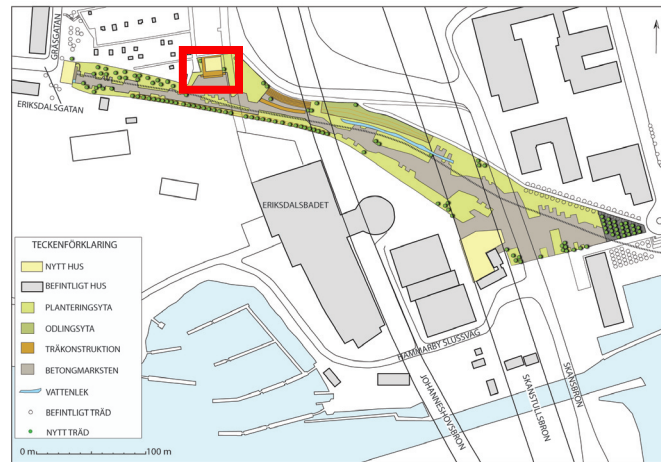 GRÄSGATAN
ERIKSDALSGATAN
ERIKSDALSBADET
TECKENFÖRKLARING
NYTT HUS
BEFINTLIGT HUS
PLANTERINGSYTA
ODLINGSYTA
TRÄKONSTRUKTION
BETONGMARKSTEN
VATTENLEK
BEFINTLIGT TRÄD
NYTT TRÄD
0 m
100 m
HAMMARBY SLUSSVÄG
JOHANNESHOVSBRON
SKANSTULLSBRON
SKANSBRON